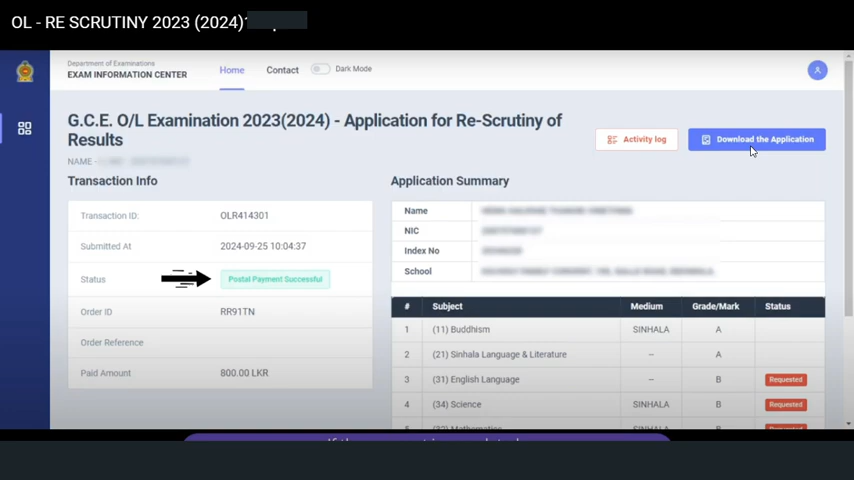 OL - RE SCRUTINY 2023 (2024)
Department of Examinations
EXAM INFORMATION CENTER
Home
Contact
Dark Mode
G.C.E. O/L Examination 2023(2024) - Application for Re-Scrutiny of
Results
Activity log
Download the Application
NAME -
Transaction Info
Transaction ID: OLR414301
Submitted At 2024-09-25 10:04:37
Status Postal Payment Successful
Order ID RR91TN
Order Reference
Paid Amount 800.00 LKR
Application Summary
Name
NIC
Index No
School
# Subject Medium Grade/Mark Status
1 (11) Buddhism SINHALA A
2 (21) Sinhala Language & Literature -- A
3 (31) English Language -- B Requested
4 (34) Science SINHALA B Requested